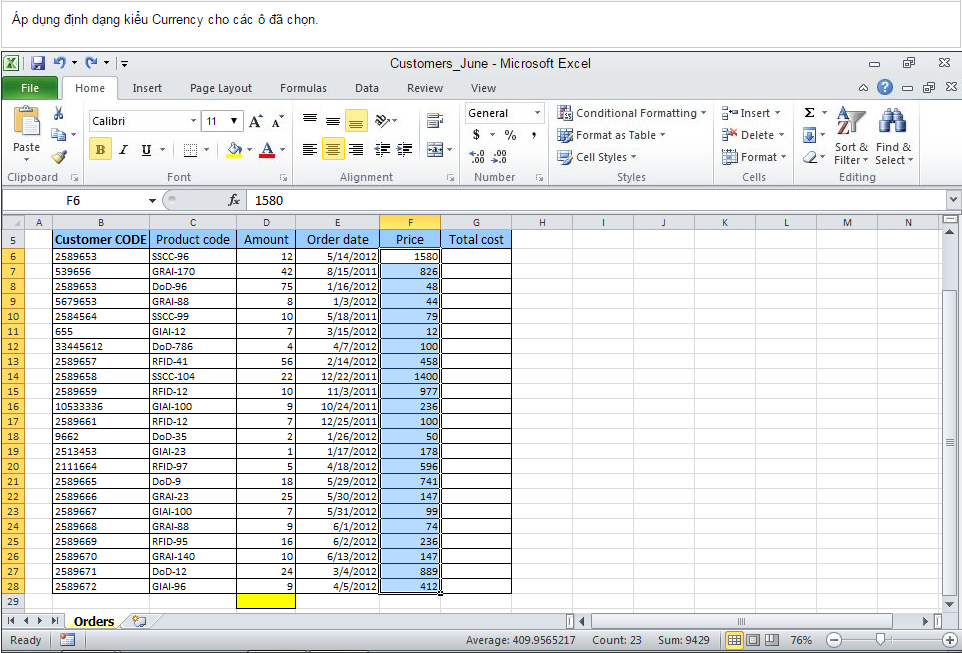 Áp dụng định dạng kiểu Currency cho các ô đã chọn.
Customers_June - Microsoft Excel
File Home Insert Page Layout Formulas Data Review View
Calibri 11 A A General Conditional Formatting Insert Σ
Paste B I U A $ % , Format as Table Delete Sort & Find &
.00 Cell Styles Format Filter Select
Clipboard Font Alignment Number Styles Cells Editing
F6 fx 1580
A B C D E F G H I J K L M N
5 Customer CODE Product code Amount Order date Price Total cost
6 2589653 SSCC-96 12 5/14/2012 1580
7 539656 GRAI-170 42 8/15/2011 826
8 2589653 DoD-96 75 1/16/2012 48
9 5679653 GRAI-88 8 1/3/2012 44
10 2584564 SSCC-99 10 5/18/2011 79
11 655 GIAI-12 7 3/15/2012 12
12 33445612 DoD-786 4 4/7/2012 100
13 2589657 RFID-41 56 2/14/2012 458
14 2589658 SSCC-104 22 12/22/2011 1400
15 2589659 RFID-12 10 11/3/2011 977
16 10533336 GIAI-100 9 10/24/2011 236
17 2589661 RFID-12 7 12/25/2011 100
18 9662 DoD-35 2 1/26/2012 50
19 2513453 GIAI-23 1 1/17/2012 178
20 2111664 RFID-97 5 4/18/2012 596
21 2589665 DoD-9 18 5/29/2012 741
22 2589666 GRAI-23 25 5/30/2012 147
23 2589667 GIAI-100 7 5/31/2012 99
24 2589668 GRAI-88 9 6/1/2012 74
25 2589669 RFID-95 16 6/2/2012 236
26 2589670 GRAI-140 10 6/13/2012 147
27 2589671 DoD-12 24 3/4/2012 889
28 2589672 GIAI-96 9 4/5/2012 412
29
Orders
Ready Average: 409.9565217 Count: 23 Sum: 9429 76%